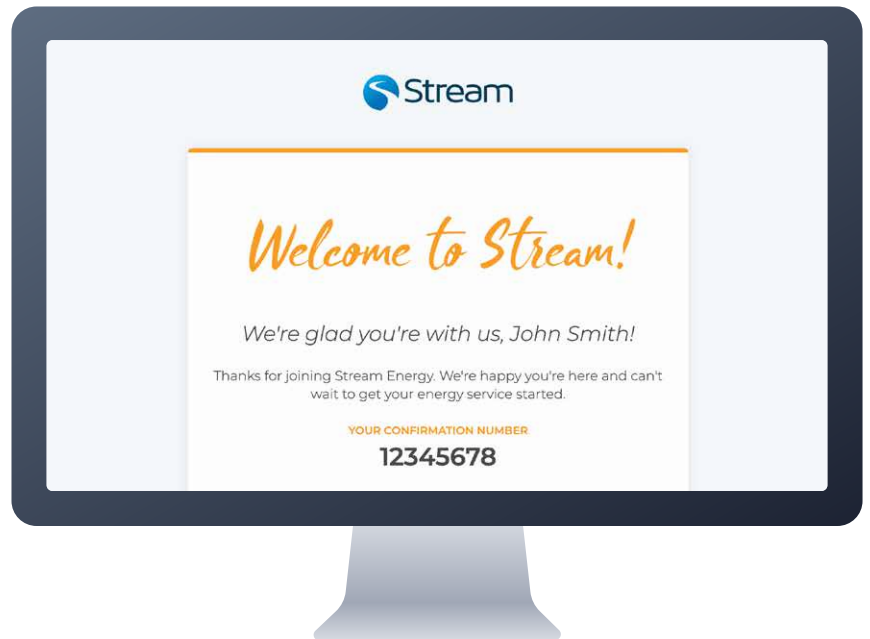 Stream
Welcome to Stream!
We're glad you're with us, John Smith!
Thanks for joining Stream Energy. We're happy you're here and can't
wait to get your energy service started.
YOUR CONFIRMATION NUMBER
12345678